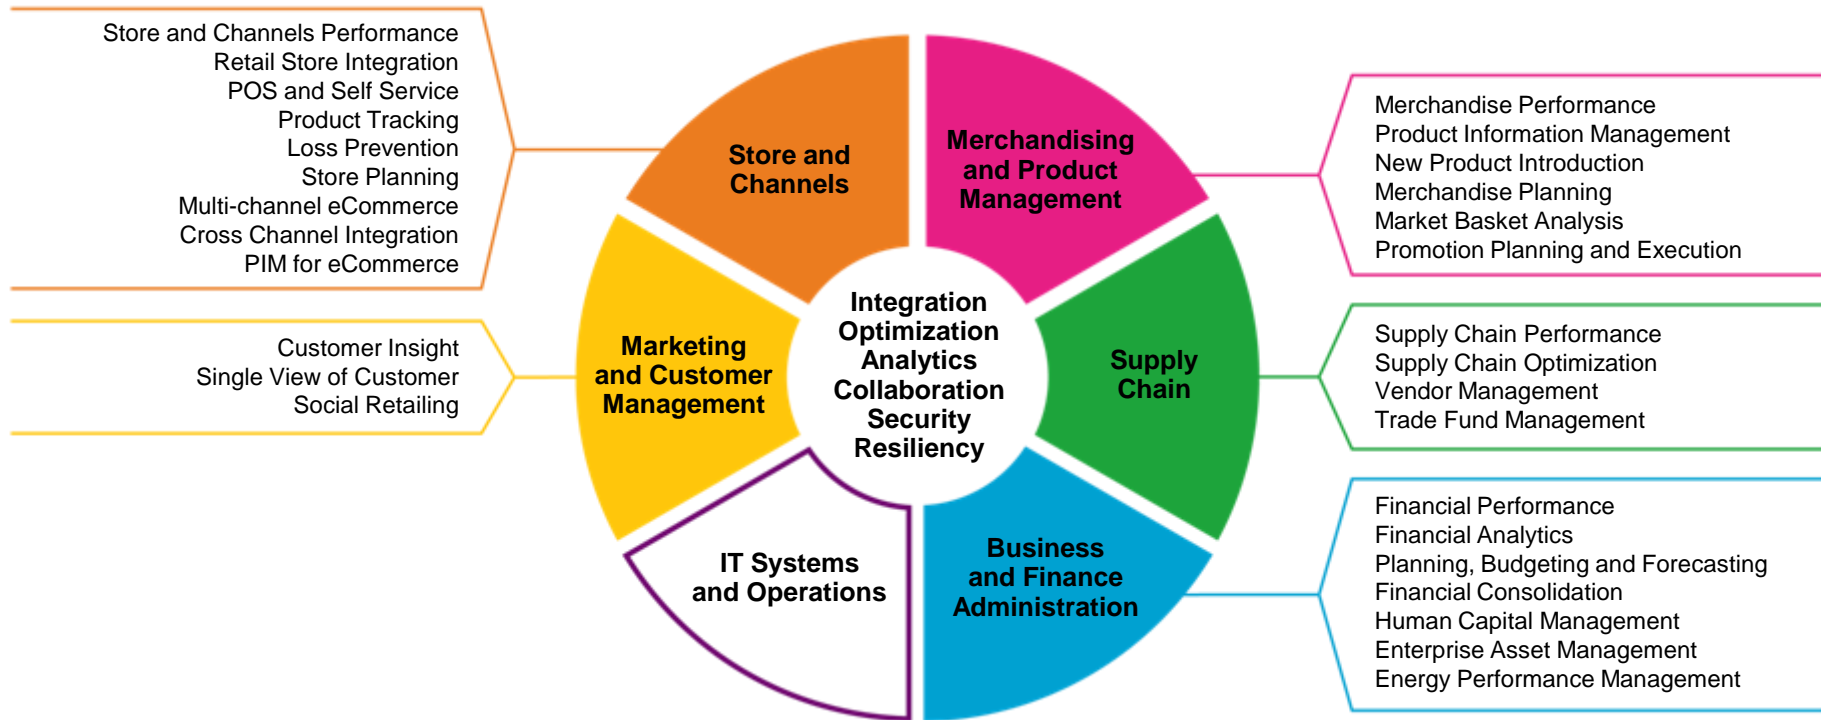 Store and Channels Performance
Retail Store Integration
POS and Self Service
Product Tracking
Loss Prevention
Store Planning
Multi-channel eCommerce
Cross Channel Integration
PIM for eCommerce
Customer Insight
Single View of Customer
Social Retailing
Store and
Channels
Merchandising
and Product
Management
Marketing
and Customer
Management
Integration
Optimization
Analytics
Collaboration
Security
Resiliency
Supply
Chain
IT Systems
and Operations
Business
and Finance
Administration
Merchandise Performance
Product Information Management
New Product Introduction
Merchandise Planning
Market Basket Analysis
Promotion Planning and Execution
Supply Chain Performance
Supply Chain Optimization
Vendor Management
Trade Fund Management
Financial Performance
Financial Analytics
Planning, Budgeting and Forecasting
Financial Consolidation
Human Capital Management
Enterprise Asset Management
Energy Performance Management